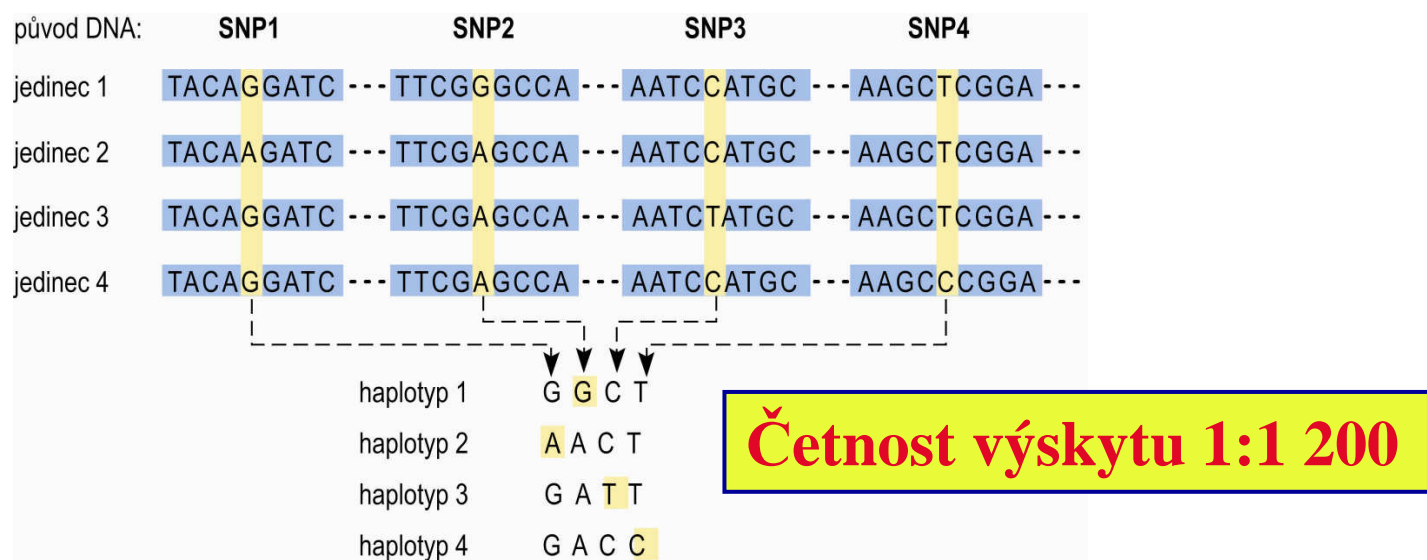 původ DNA: SNP1 SNP2 SNP3 SNP4
jedinec 1 TACAGGATC --- TTCGGGCCA --- AATCCATGC --- AAGCTCGGA ---
jedinec 2 TACAAGATC --- TTCGAGCCA --- AATCCATGC --- AAGCTCGGA ---
jedinec 3 TACAGGATC --- TTCGAGCCA --- AATCTATGC --- AAGCTCGGA ---
jedinec 4 TACAGGATC --- TTCGAGCCA --- AATCCATGC --- AAGCCCGGA ---
haplotyp 1 G G C T
haplotyp 2 A A C T
haplotyp 3 G A T T
haplotyp 4 G A C C
Četnost výskytu 1:1 200